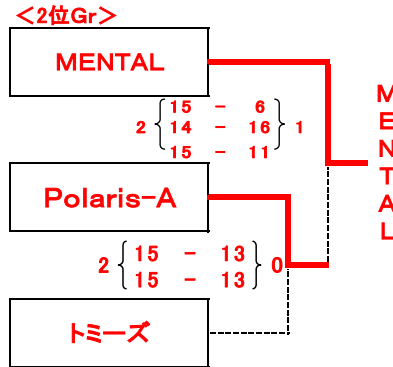 <2位Gr>
MENTAL
2 { 15 - 6 } 1
14 - 16
15 - 11
MENTAL
Polaris-A
2 { 15 - 13 } 0
15 - 13
トミーズ